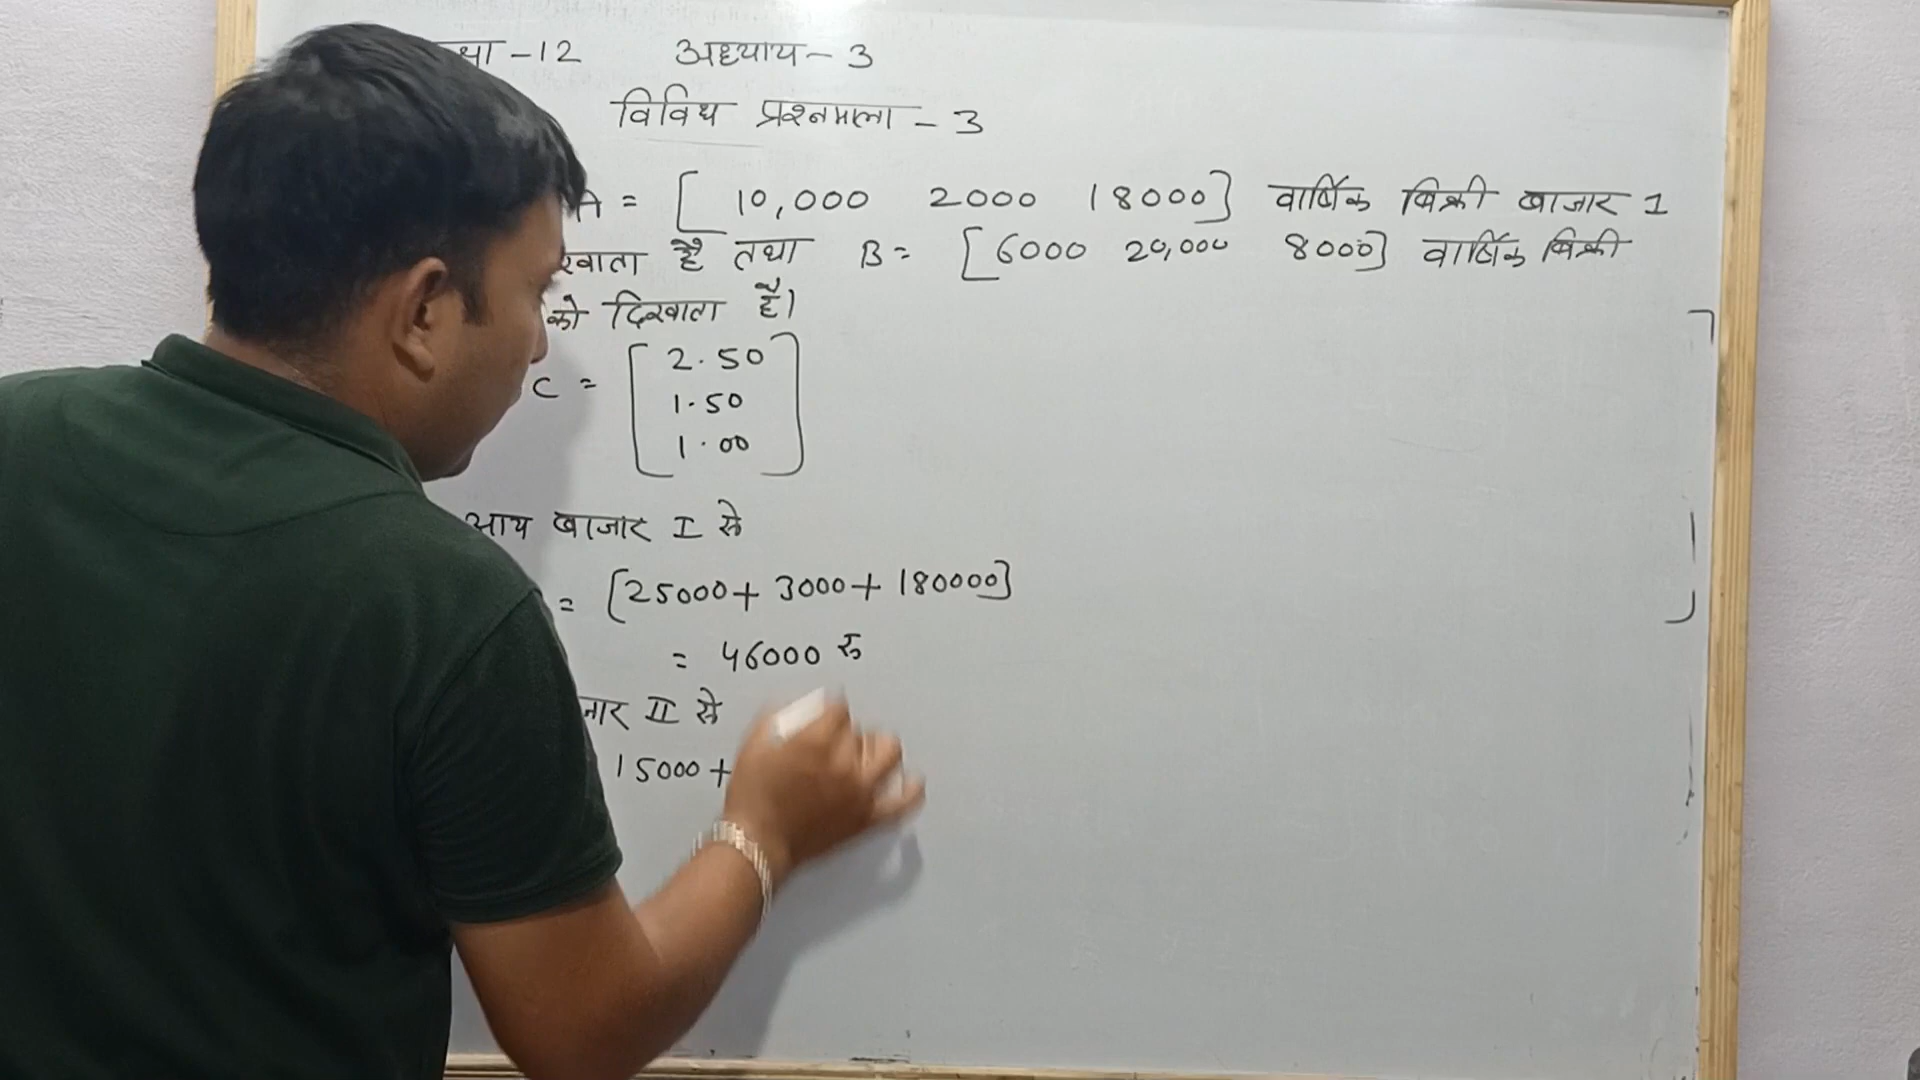 क्षा - 12 अध्याय - 3
विविध प्रश्नमाला - 3
A = [ 10,000 2000 18000] वार्षिक बिक्री बाजार 1
है तथा B = [6000 20,000 8000] वार्षिक बिक्री
को दिखाता है।
C = [ 2.50
1.50
1.00 ]
आय बाजार I से
= [25000 + 3000 + 180000]
= 46000 रु
जार II से
15000 +